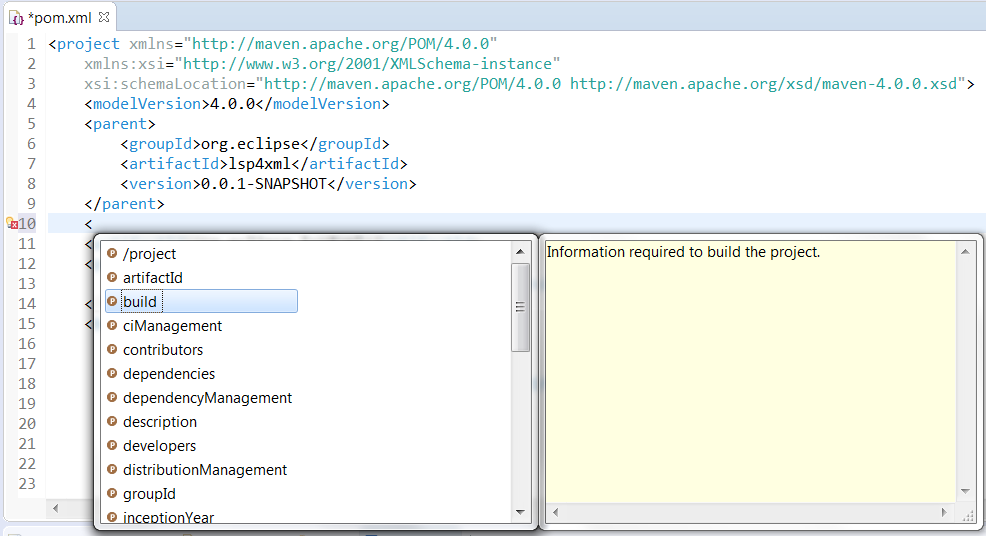 *pom.xml
1 <project xmlns="http://maven.apache.org/POM/4.0.0"
2 xmlns:xsi="http://www.w3.org/2001/XMLSchema-instance"
3 xsi:schemaLocation="http://maven.apache.org/POM/4.0.0 http://maven.apache.org/xsd/maven-4.0.0.xsd">
4 <modelVersion>4.0.0</modelVersion>
5 <parent>
6 <groupId>org.eclipse</groupId>
7 <artifactId>lsp4xml</artifactId>
8 <version>0.0.1-SNAPSHOT</version>
9 </parent>
10 <
11 <
12 <
13
14 <
15 <
16
17
18
19
20
21
22
23
/project
artifactId
build
ciManagement
contributors
dependencies
dependencyManagement
description
developers
distributionManagement
groupId
inceptionYear
Information required to build the project.